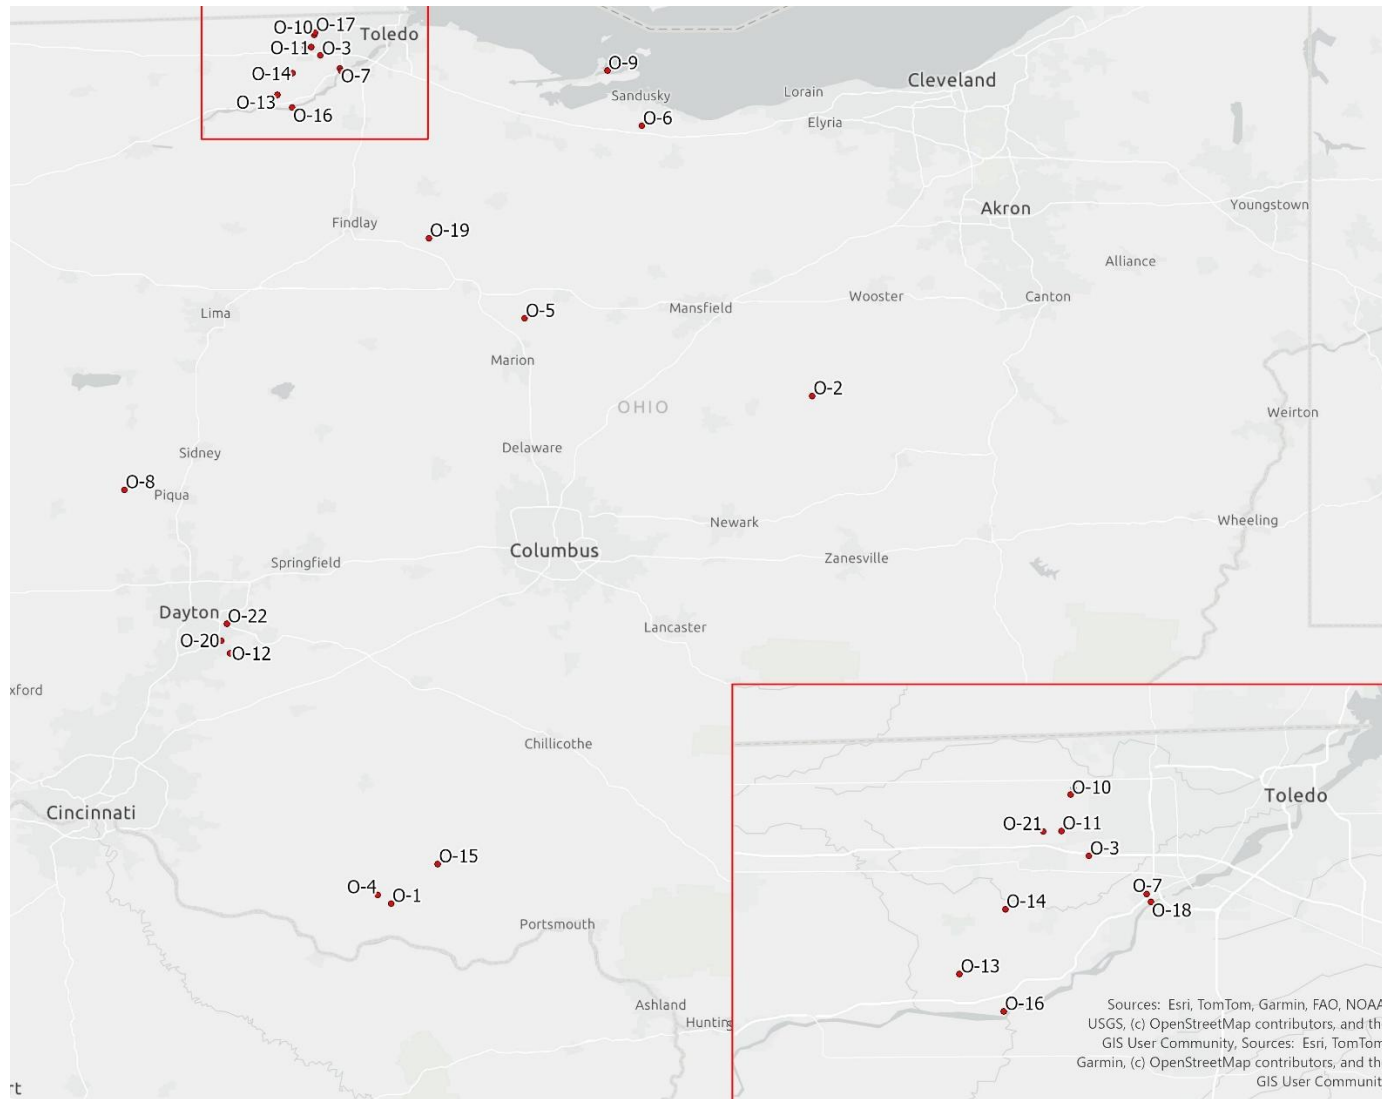 O-10 O-17
Toledo
O-11 O-3
O-14 O-7
O-13
O-16
O-9
Sandusky
O-6
Lorain
Elyria
Cleveland
Akron
Youngstown
Findlay
O-19
Alliance
Lima
O-5
Mansfield
Wooster
Canton
Marion
O-2
OHIO
Weirton
Delaware
Sidney
O-8
Piqua
Newark
Wheeling
Columbus
Springfield
Zanesville
Dayton
O-22
O-20
O-12
Lancaster
xford
Chillicothe
Cincinnati
O-15
O-4
O-1
Portsmouth
Ashland
Hunting
rt
O-10
Toledo
O-21 O-11
O-3
O-7
O-14
O-18
O-13
O-16
Sources: Esri, TomTom, Garmin, FAO, NOAA
USGS, (c) OpenStreetMap contributors, and th
GIS User Community, Sources: Esri, TomTom
Garmin, (c) OpenStreetMap contributors, and th
GIS User Communit